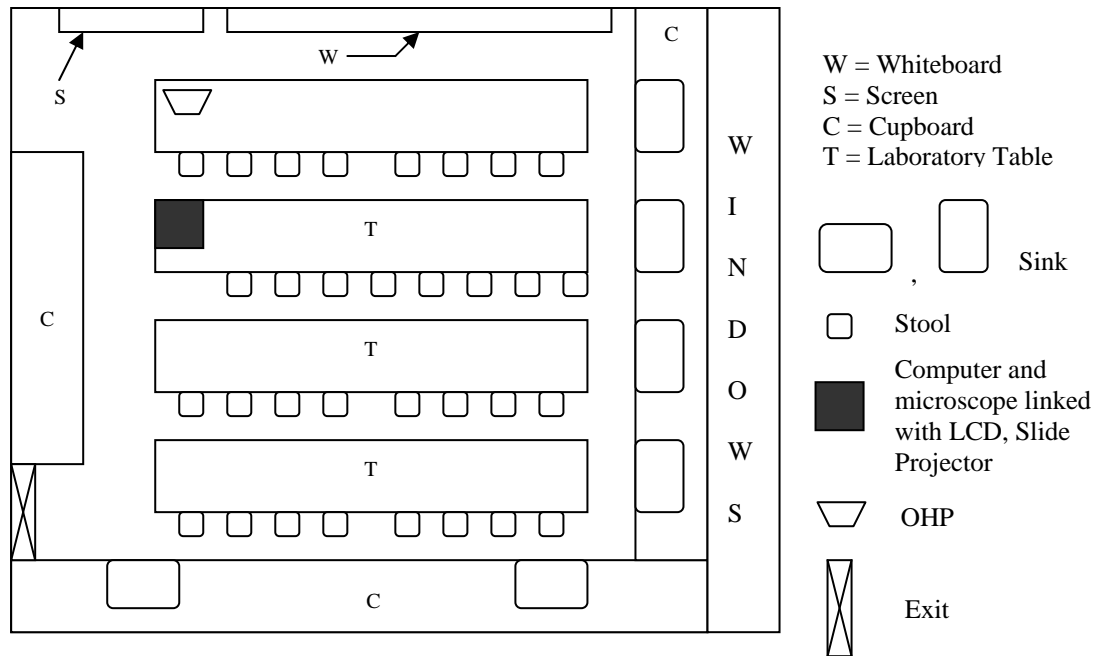 C
W
S
T
C
T
T
C
W
I
N
D
O
W
S
W = Whiteboard
S = Screen
C = Cupboard
T = Laboratory Table
, Sink
Stool
Computer and
microscope linked
with LCD, Slide
Projector
OHP
Exit